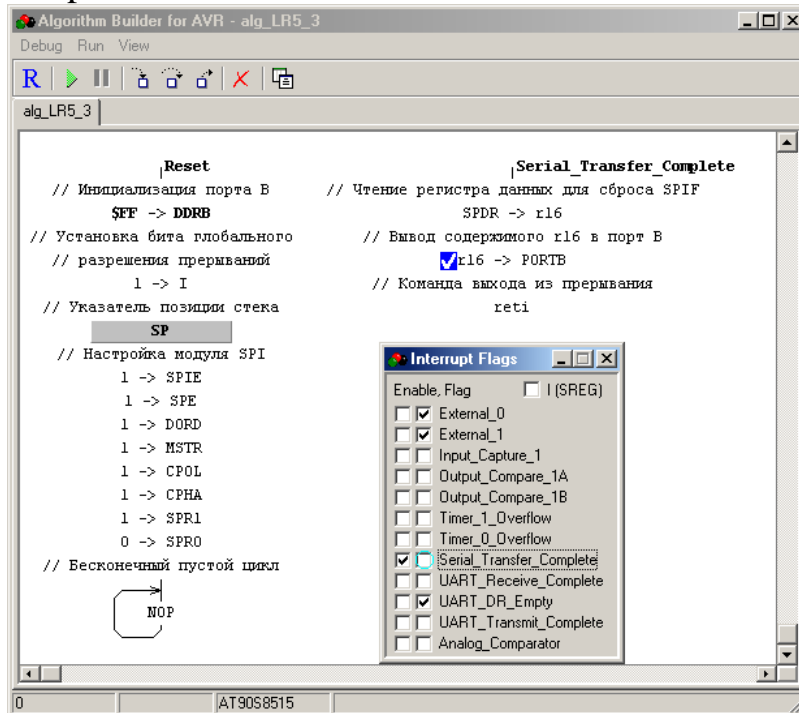 Algorithm Builder for AVR - alg_LR5_3
Debug Run View
R
alg_LR5_3
Reset
// Инициализация порта B
$FF -> DDRB
// Установка бита глобального
// разрешения прерываний
1 -> I
// Указатель позиции стека
SP
// Настройка модуля SPI
1 -> SPIE
1 -> SPE
1 -> DORD
1 -> MSTR
1 -> CPOL
1 -> CPHA
1 -> SPR1
0 -> SPR0
// Бесконечный пустой цикл
NOP
Serial_Transfer_Complete
// Чтение регистра данных для сброса SPIF
SPDR -> r16
// Вывод содержимого r16 в порт B
r16 -> PORTB
// Команда выхода из прерывания
reti
Interrupt Flags
Enable, Flag I (SREG)
External_0
External_1
Input_Capture_1
Output_Compare_1A
Output_Compare_1B
Timer_1_Overflow
Timer_0_Overflow
Serial_Transfer_Complete
UART_Receive_Complete
UART_DR_Empty
UART_Transmit_Complete
Analog_Comparator
0 AT90S8515